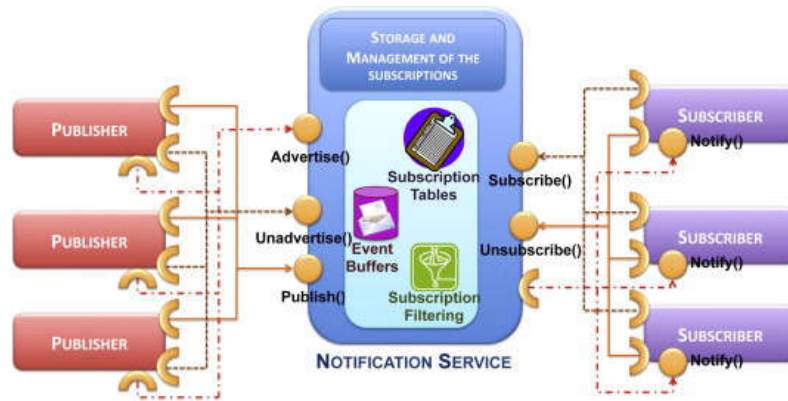 STORAGE AND
MANAGEMENT OF THE
SUBSCRIPTIONS
PUBLISHER
PUBLISHER
PUBLISHER
Advertise()
Unadvertise()
Publish()
Subscription
Tables
Event
Buffers
Subscription
Filtering
Subscribe()
Unsubscribe()
NOTIFICATION SERVICE
SUBSCRIBER
Notify()
SUBSCRIBER
Notify()
SUBSCRIBER
Notify()